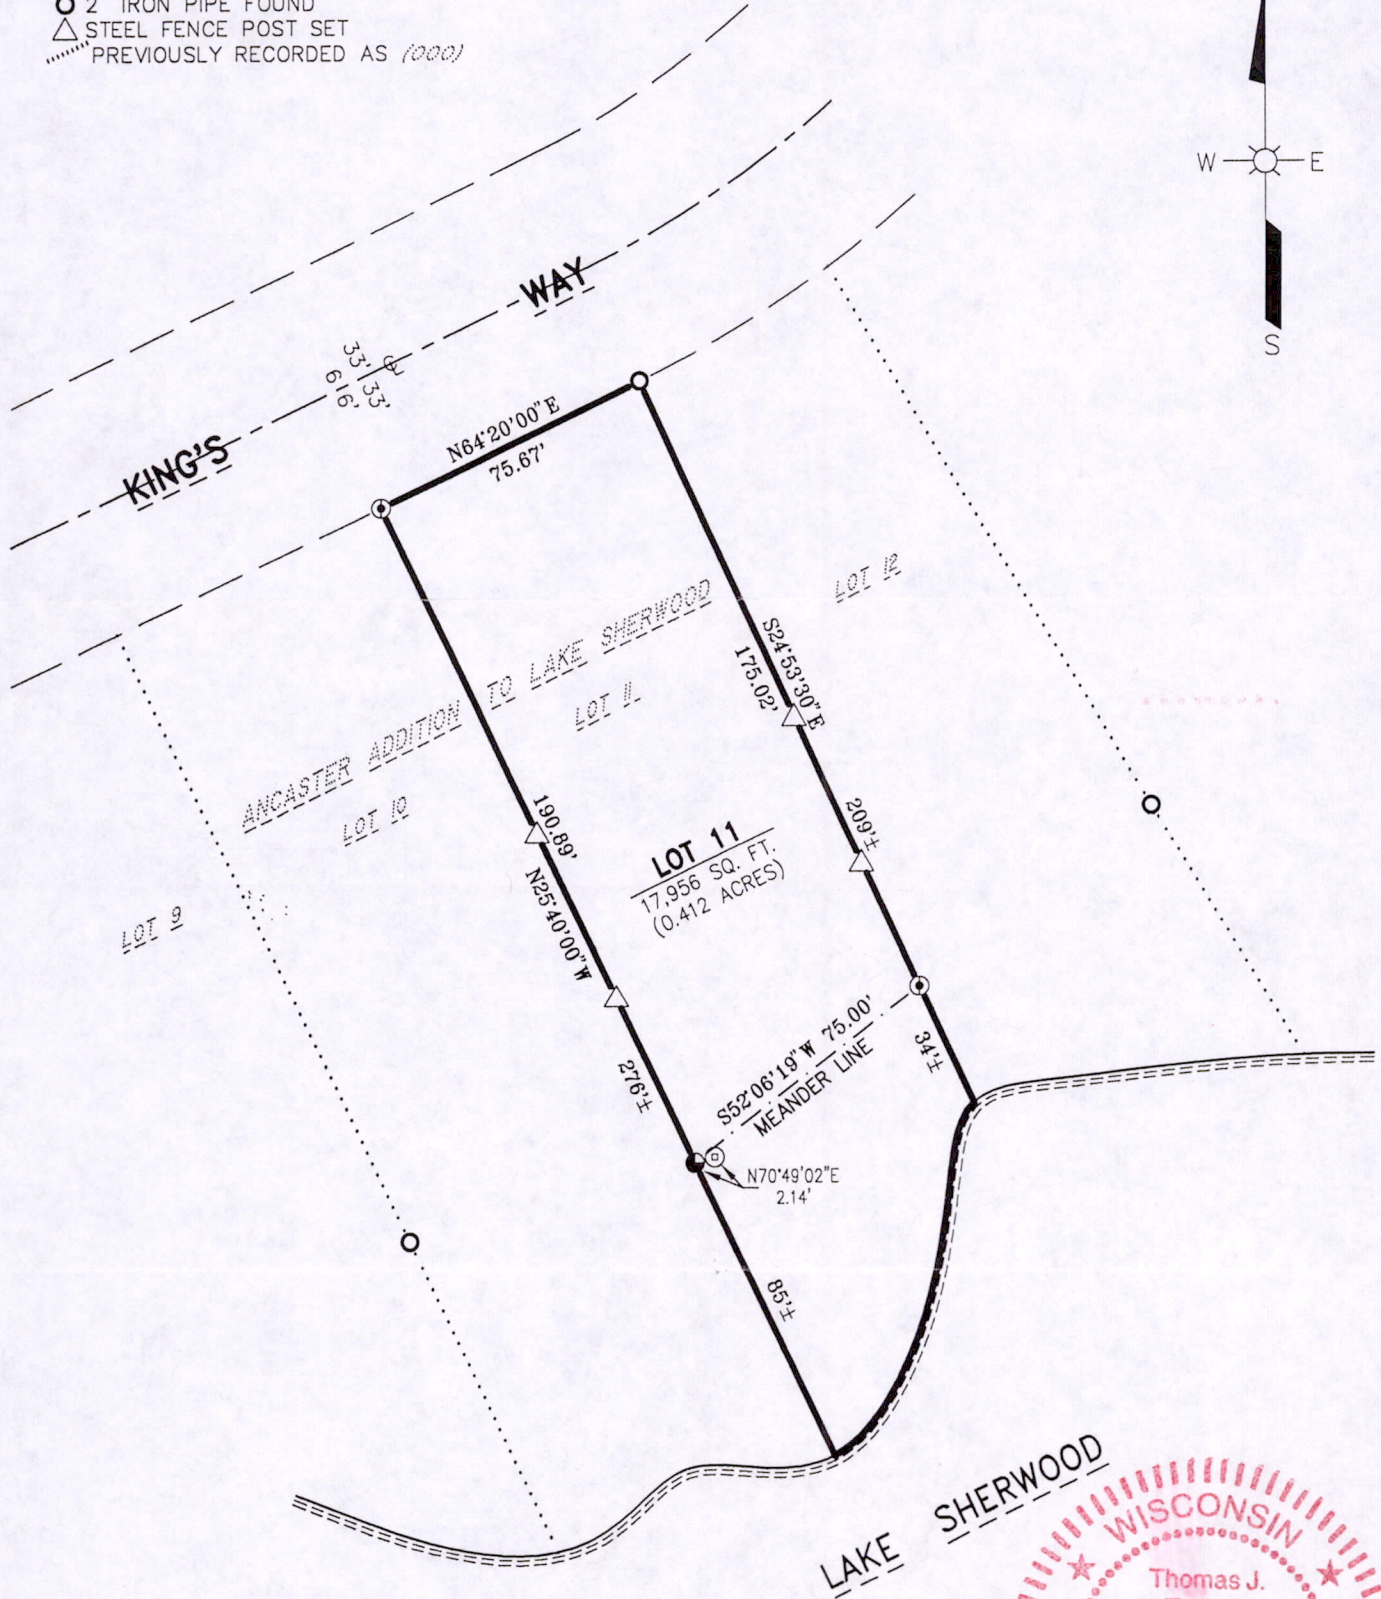 2" IRON PIPE FOUND
STEEL FENCE POST SET
PREVIOUSLY RECORDED AS (000)
W E
S
KING'S WAY
33' 33'
66'
N64°20'00"E
75.67'
LOT 12
ANCASTER ADDITION TO LAKE SHERWOOD
LOT 11
LOT 10
LOT 9
S24°53'30"E
175.02'
209'±
34'±
190.89'
N25°40'00"W
276'±
85'±
LOT 11
17,956 SQ. FT.
(0.412 ACRES)
S52°06'19"W 75.00'
MEANDER LINE
N70°49'02"E
2.14'
LAKE SHERWOOD
WISCONSIN
Thomas J.